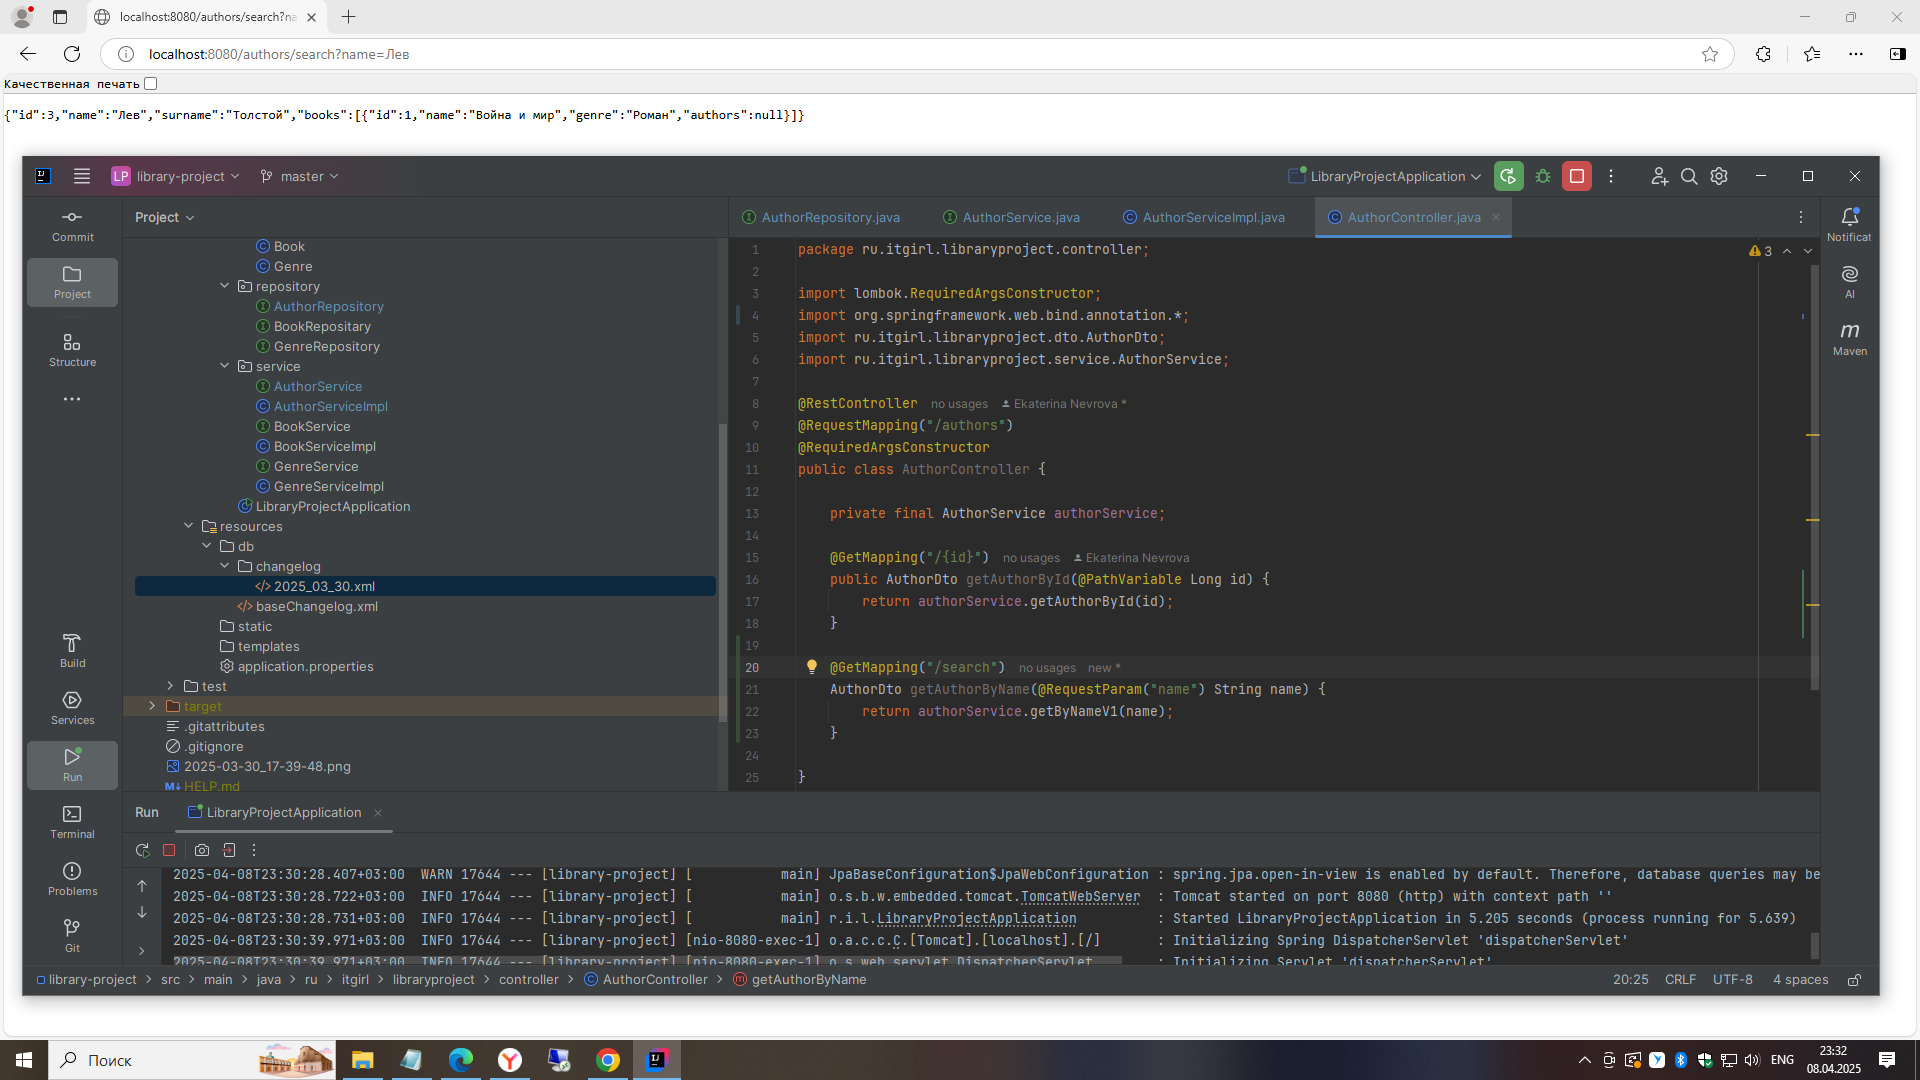 localhost:8080/authors/search?na
localhost:8080/authors/search?name=Лев
Качественная печать
{"id":3,"name":"Лев","surname":"Толстой","books":[{"id":1,"name":"Война и мир","genre":"Роман","authors":null}]}
LP library-project master LibraryProjectApplication
Commit
Project
Structure
Build
Services
Run
Terminal
Problems
Git
Project
Book
Genre
repository
AuthorRepository
BookRepositary
GenreRepository
service
AuthorService
AuthorServiceImpl
BookService
BookServiceImpl
GenreService
GenreServiceImpl
LibraryProjectApplication
resources
db
changelog
2025_03_30.xml
baseChangelog.xml
static
templates
application.properties
test
target
.gitattributes
.gitignore
2025-03-30_17-39-48.png
HELP.md
AuthorRepository.java AuthorService.java AuthorServiceImpl.java AuthorController.java
3
1 package ru.itgirl.libraryproject.controller;
2
3 import lombok.RequiredArgsConstructor;
4 import org.springframework.web.bind.annotation.*;
5 import ru.itgirl.libraryproject.dto.AuthorDto;
6 import ru.itgirl.libraryproject.service.AuthorService;
7
8 @RestController no usages Ekaterina Nevrova *
9 @RequestMapping("/authors")
10 @RequiredArgsConstructor
11 public class AuthorController {
12
13 private final AuthorService authorService;
14
15 @GetMapping("/{id}") no usages Ekaterina Nevrova
16 public AuthorDto getAuthorById(@PathVariable Long id) {
17 return authorService.getAuthorById(id);
18 }
19
20 @GetMapping("/search") no usages new *
21 AuthorDto getAuthorByName(@RequestParam("name") String name) {
22 return authorService.getByNameV1(name);
23 }
24
25 }
Notificat
AI
Maven
Run LibraryProjectApplication
2025-04-08T23:30:28.407+03:00 WARN 17644 --- [library-project] [ main] JpaBaseConfiguration$JpaWebConfiguration : spring.jpa.open-in-view is enabled by default. Therefore, database queries may be
2025-04-08T23:30:28.722+03:00 INFO 17644 --- [library-project] [ main] o.s.b.w.embedded.tomcat.TomcatWebServer : Tomcat started on port 8080 (http) with context path ''
2025-04-08T23:30:28.731+03:00 INFO 17644 --- [library-project] [ main] r.i.l.LibraryProjectApplication : Started LibraryProjectApplication in 5.205 seconds (process running for 5.639)
2025-04-08T23:30:39.971+03:00 INFO 17644 --- [library-project] [nio-8080-exec-1] o.a.c.c.C.[Tomcat].[localhost].[/] : Initializing Spring DispatcherServlet 'dispatcherServlet'
2025-04-08T23:30:39.971+03:00 INFO 17644 --- [library-project] [nio-8080-exec-1] o.s.web.servlet.DispatcherServlet : Initializing Servlet 'dispatcherServlet'
library-project > src > main > java > ru > itgirl > libraryproject > controller > AuthorController > getAuthorByName 20:25 CRLF UTF-8 4 spaces
Поиск
ENG
23:32
08.04.2025